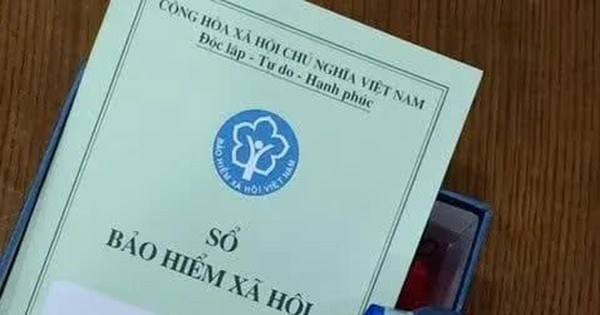 CỘNG HÒA XÃ HỘI CHỦ NGHĨA VIỆT NAM
Độc lập - Tự do - Hạnh phúc
BẢO HIỂM XÃ HỘI VIỆT NAM
SỔ
BẢO HIỂM XÃ HỘI